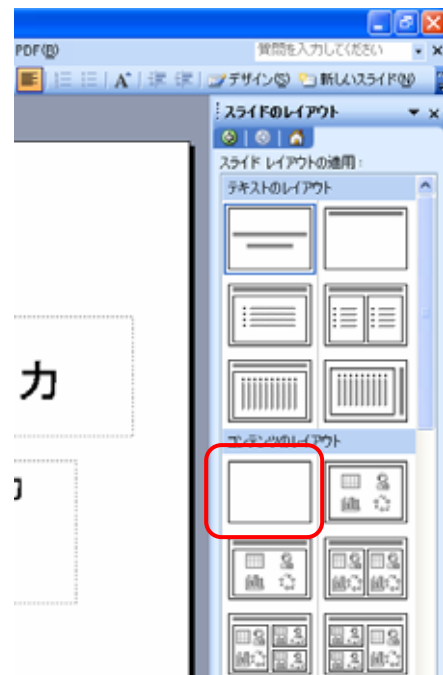 PDF(B) 質問を入力してください
A デザイン(S) 新しいスライド(N)
スライドのレイアウト
スライド レイアウトの適用:
テキストのレイアウト
力
コンテンツのレイアウト